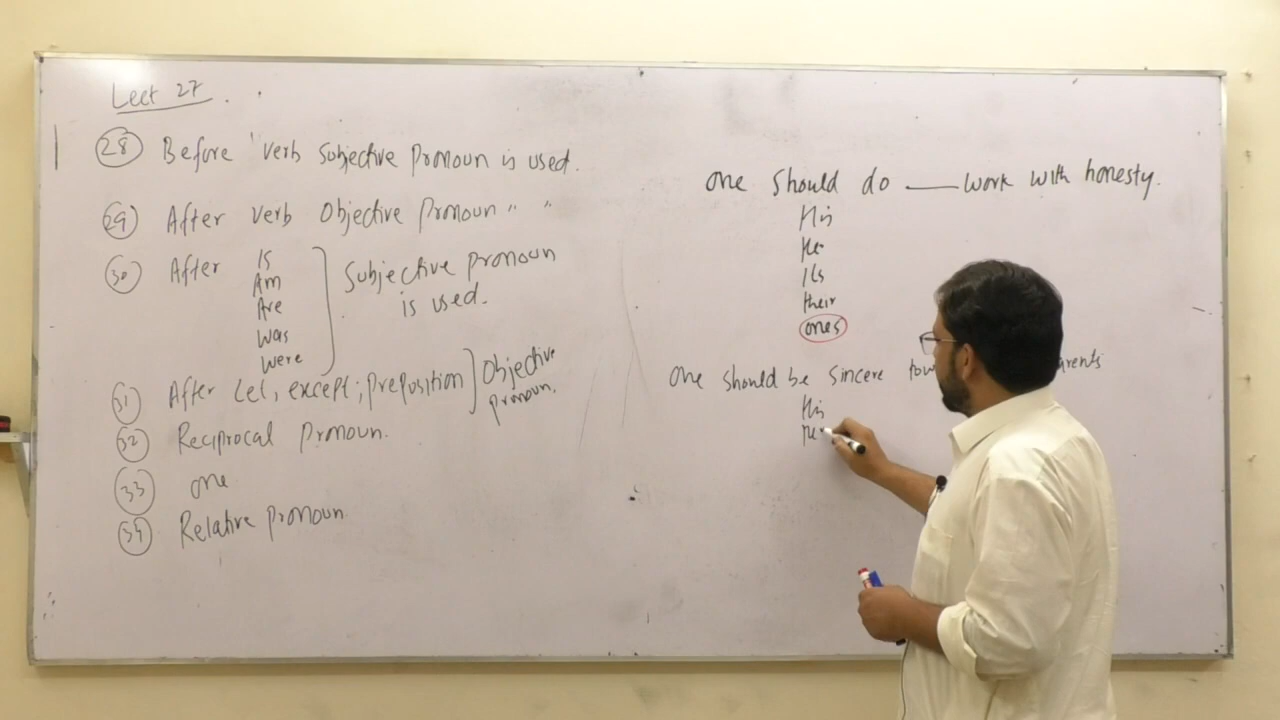 Lect 27
28 Before verb subjective pronoun is used.
29 After verb objective pronoun " "
30 After
Is
Am
Are
Was
Were
Subjective pronoun
is used.
31 After Let, except, preposition
Objective
pronoun.
32 Reciprocal pronoun.
33 one
34 Relative pronoun.
one should do ___ work with honesty.
His
Her
Its
their
ones
one should be sincere
His